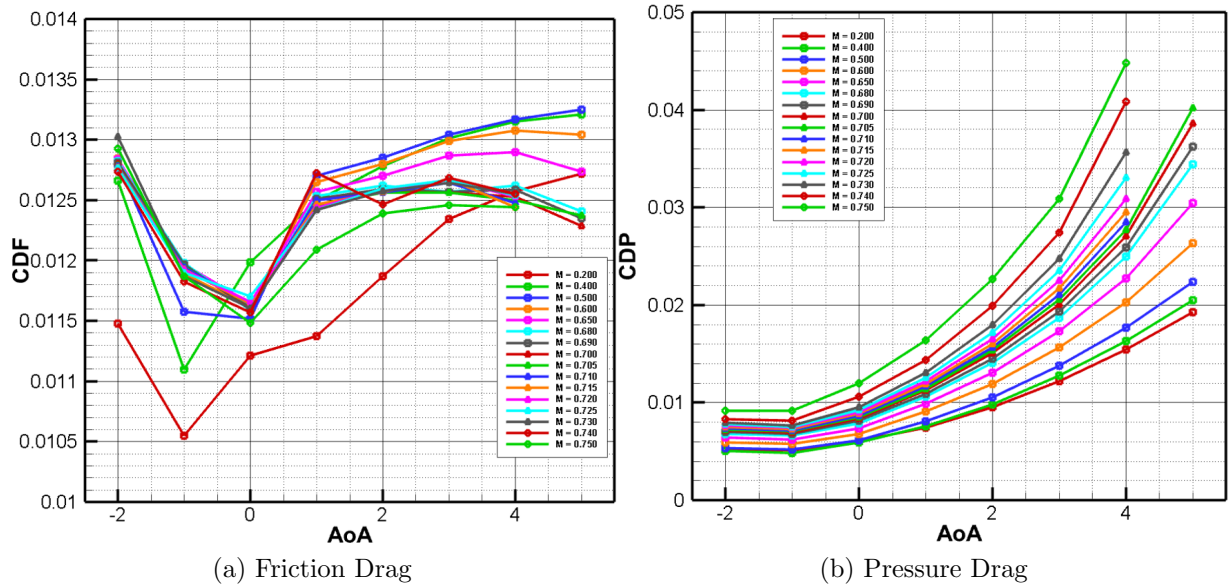 0.014
0.0135
0.013
0.0125
0.012
0.0115
0.011
0.0105
0.01
CDF
-2
0
2
4
AoA
M = 0.200
M = 0.400
M = 0.500
M = 0.600
M = 0.650
M = 0.680
M = 0.690
M = 0.700
M = 0.705
M = 0.710
M = 0.715
M = 0.720
M = 0.725
M = 0.730
M = 0.740
M = 0.750
(a) Friction Drag
0.05
0.04
0.03
0.02
0.01
0
CDP
-2
0
2
4
AoA
M = 0.200
M = 0.400
M = 0.500
M = 0.600
M = 0.650
M = 0.680
M = 0.690
M = 0.700
M = 0.705
M = 0.710
M = 0.715
M = 0.720
M = 0.725
M = 0.730
M = 0.740
M = 0.750
(b) Pressure Drag